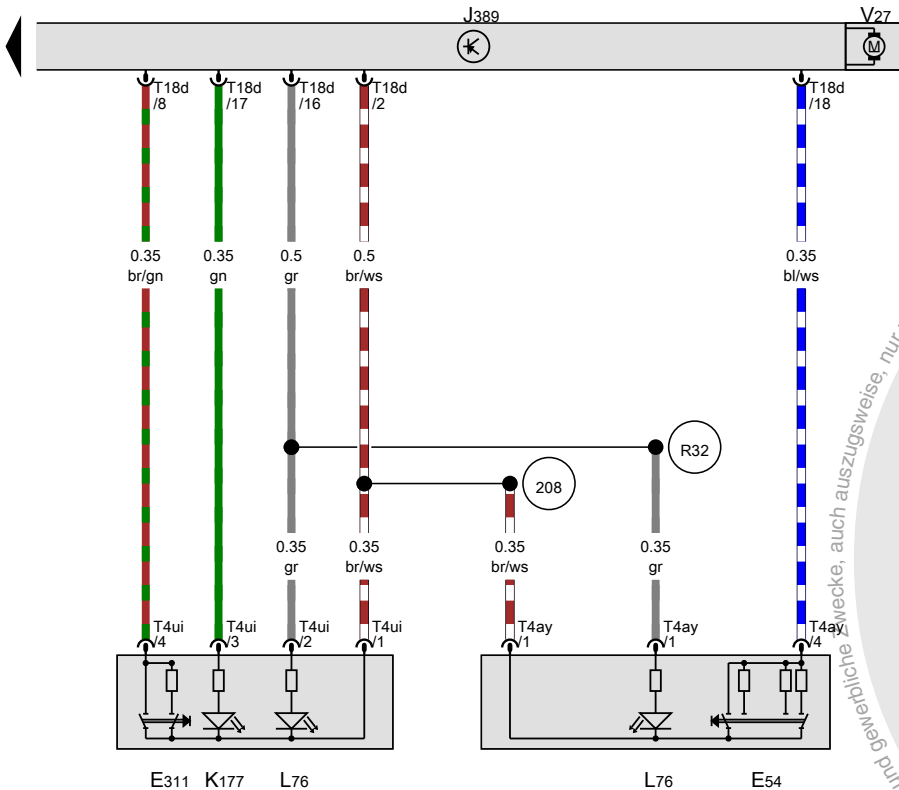 J389
V27
M
T18d
/8
T18d
/17
T18d
/16
T18d
/2
T18d
/18
0.35
br/gn
0.35
gn
0.5
gr
0.5
br/ws
0.35
bl/ws
R32
208
0.35
gr
0.35
br/ws
0.35
br/ws
0.35
gr
T4ui
/4
T4ui
/3
T4ui
/2
T4ui
/1
T4ay
/1
T4ay
/1
T4ay
/4
E311
K177
L76
L76
E54
und gewerbliche Zwecke, auch auszugsweise, nur